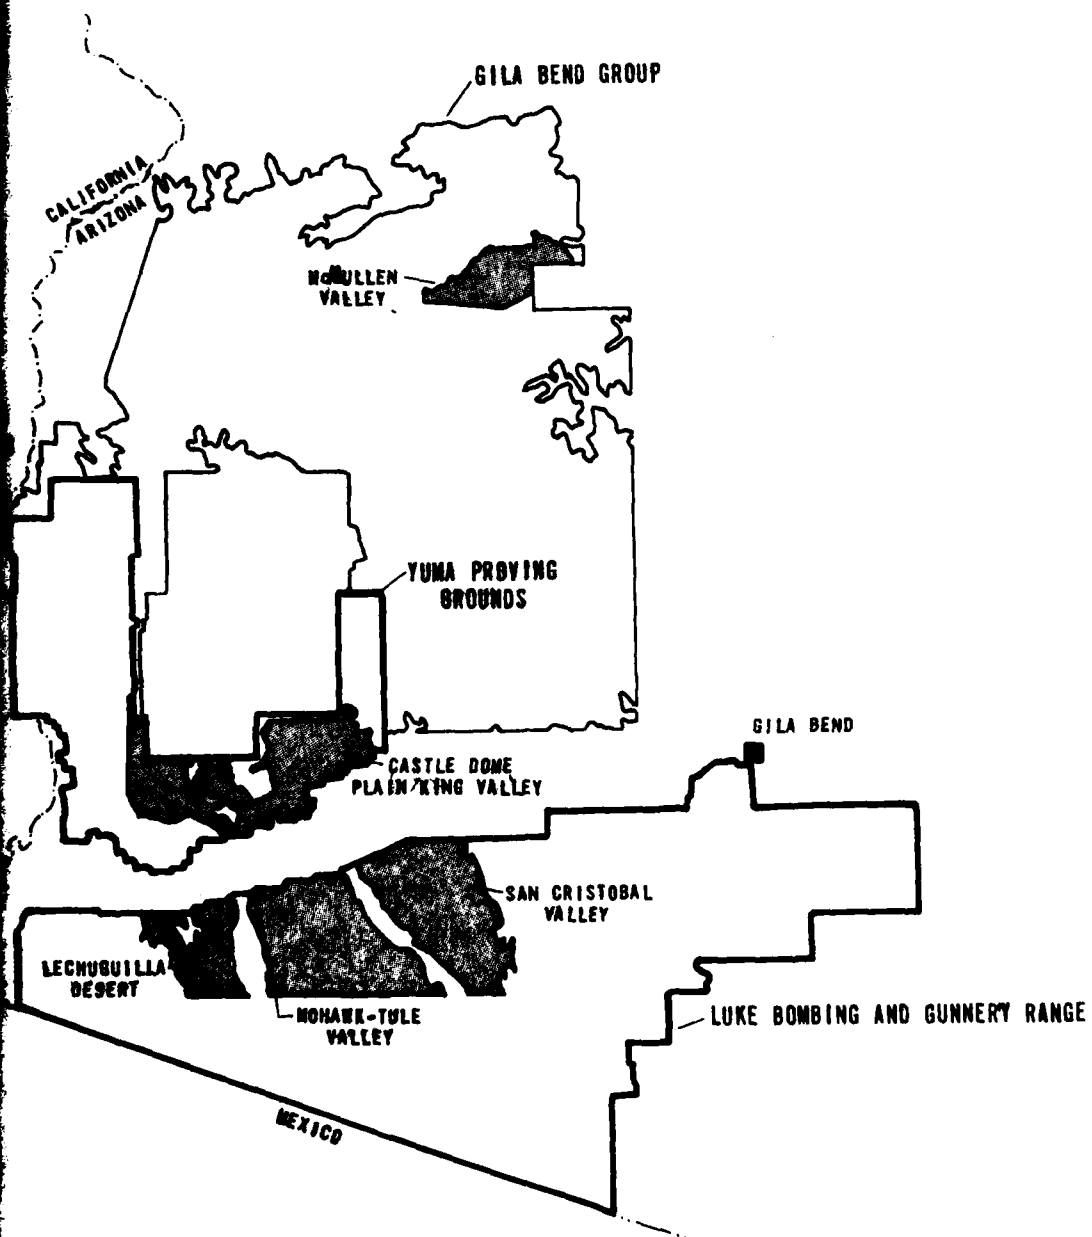 GILA BEND GROUP
CALIFORNIA
ARIZONA
McMULLEN
VALLEY
YUMA PROVING
GROUNDS
GILA BEND
CASTLE DOME
PLAIN/KING VALLEY
SAN CRISTOBAL
VALLEY
LECHUGUILLA
DESERT
MOHAWK-TULE
VALLEY
LUKE BOMBING AND GUNNERY RANGE
MEXICO